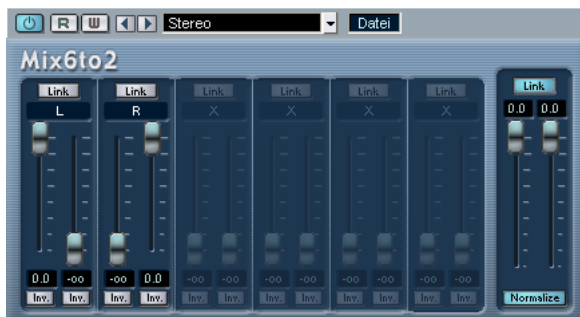 R W Stereo Datei
Mix6to2
Link Link Link Link Link Link Link
L R X X X X 0.0 0.0
0.0 -oo -oo 0.0 -oo -oo -oo -oo -oo -oo -oo -oo
Inv. Inv. Inv. Inv. Inv. Inv. Inv. Inv. Inv. Inv. Inv. Inv. Normalize